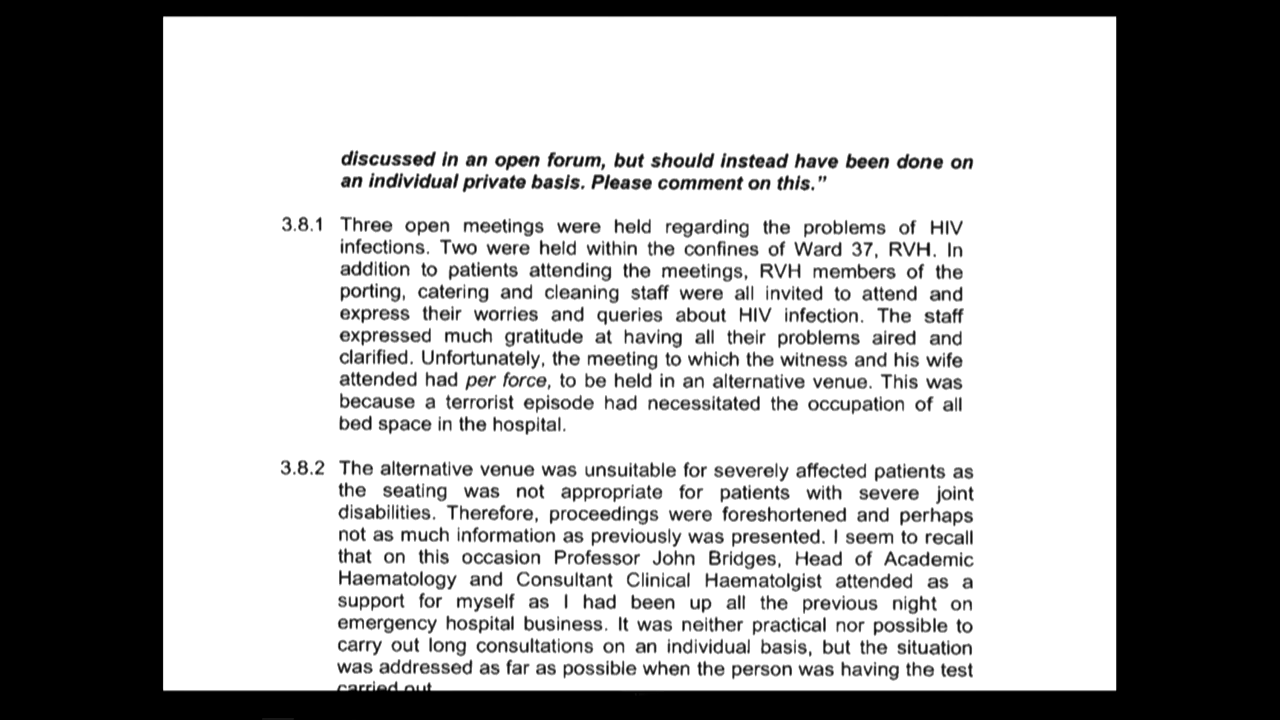 discussed in an open forum, but should instead have been done on
an individual private basis. Please comment on this."
3.8.1 Three open meetings were held regarding the problems of HIV
infections. Two were held within the confines of Ward 37, RVH. In
addition to patients attending the meetings, RVH members of the
porting, catering and cleaning staff were all invited to attend and
express their worries and queries about HIV infection. The staff
expressed much gratitude at having all their problems aired and
clarified. Unfortunately, the meeting to which the witness and his wife
attended had per force, to be held in an alternative venue. This was
because a terrorist episode had necessitated the occupation of all
bed space in the hospital.
3.8.2 The alternative venue was unsuitable for severely affected patients as
the seating was not appropriate for patients with severe joint
disabilities. Therefore, proceedings were foreshortened and perhaps
not as much information as previously was presented. I seem to recall
that on this occasion Professor John Bridges, Head of Academic
Haematology and Consultant Clinical Haematolgist attended as a
support for myself as I had been up all the previous night on
emergency hospital business. It was neither practical nor possible to
carry out long consultations on an individual basis, but the situation
was addressed as far as possible when the person was having the test
carried out